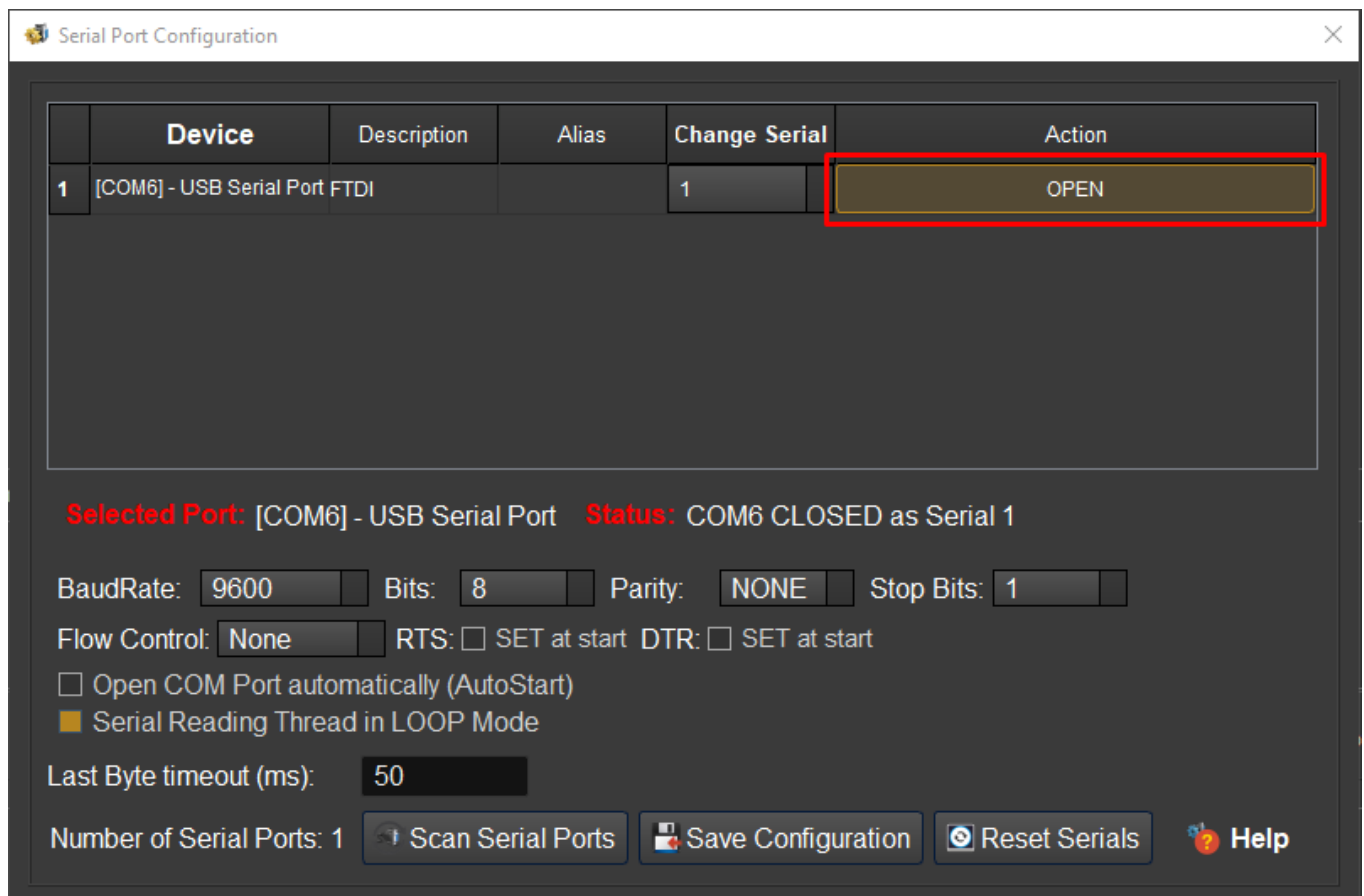 Serial Port Configuration
Device Description Alias Change Serial Action
1 [COM6] - USB Serial Port FTDI 1 OPEN
Selected Port: [COM6] - USB Serial Port Status: COM6 CLOSED as Serial 1
BaudRate: 9600 Bits: 8 Parity: NONE Stop Bits: 1
Flow Control: None RTS: SET at start DTR: SET at start
Open COM Port automatically (AutoStart)
Serial Reading Thread in LOOP Mode
Last Byte timeout (ms): 50
Number of Serial Ports: 1 Scan Serial Ports Save Configuration Reset Serials Help